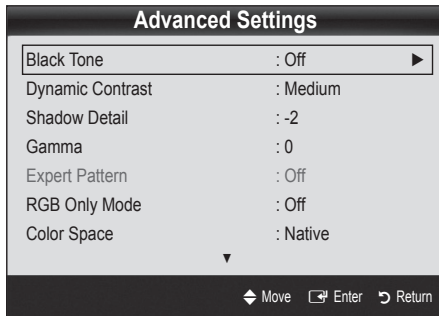 Advanced Settings
Black Tone : Off ►
Dynamic Contrast : Medium
Shadow Detail : -2
Gamma : 0
Expert Pattern : Off
RGB Only Mode : Off
Color Space : Native
▼
Move Enter Return